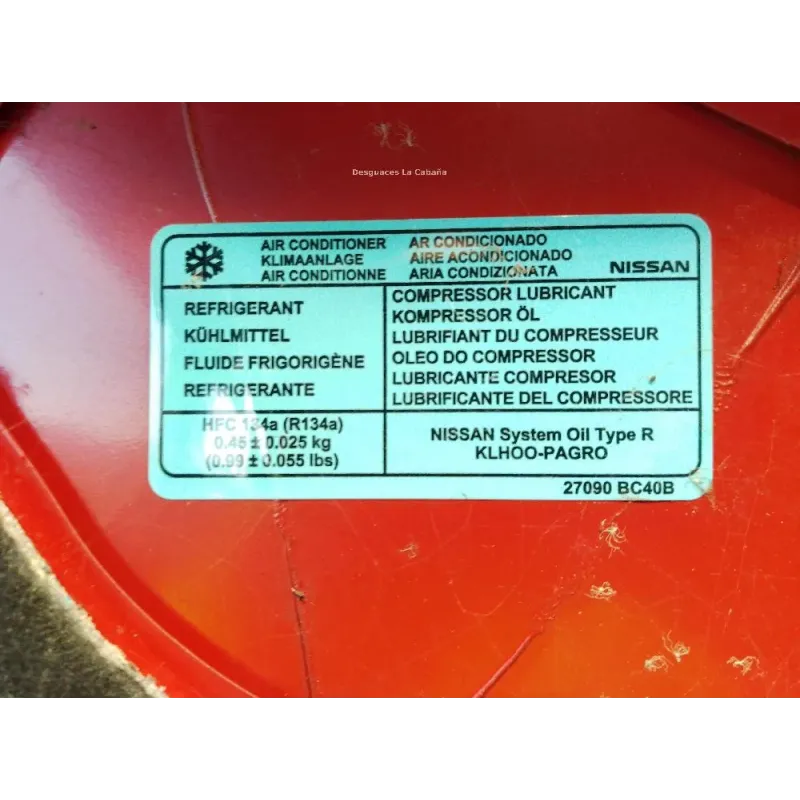 Desguaces La Cabaña
AIR CONDITIONER AR CONDICIONADO
KLIMAANLAGE AIRE ACONDICIONADO
AIR CONDITIONNE ARIA CONDIZIONATA NISSAN
REFRIGERANT
KÜHLMITTEL
FLUIDE FRIGORIGÈNE
REFRIGERANTE
COMPRESSOR LUBRICANT
KOMPRESSOR ÖL
LUBRIFIANT DU COMPRESSEUR
OLEO DO COMPRESSOR
LUBRICANTE COMPRESOR
LUBRIFICANTE DEL COMPRESSORE
HFC 134a (R134a)
0.45 ± 0.025 kg
(0.99 ± 0.055 lbs)
NISSAN System Oil Type R
KLHOO-PAGRO
27090 BC40B